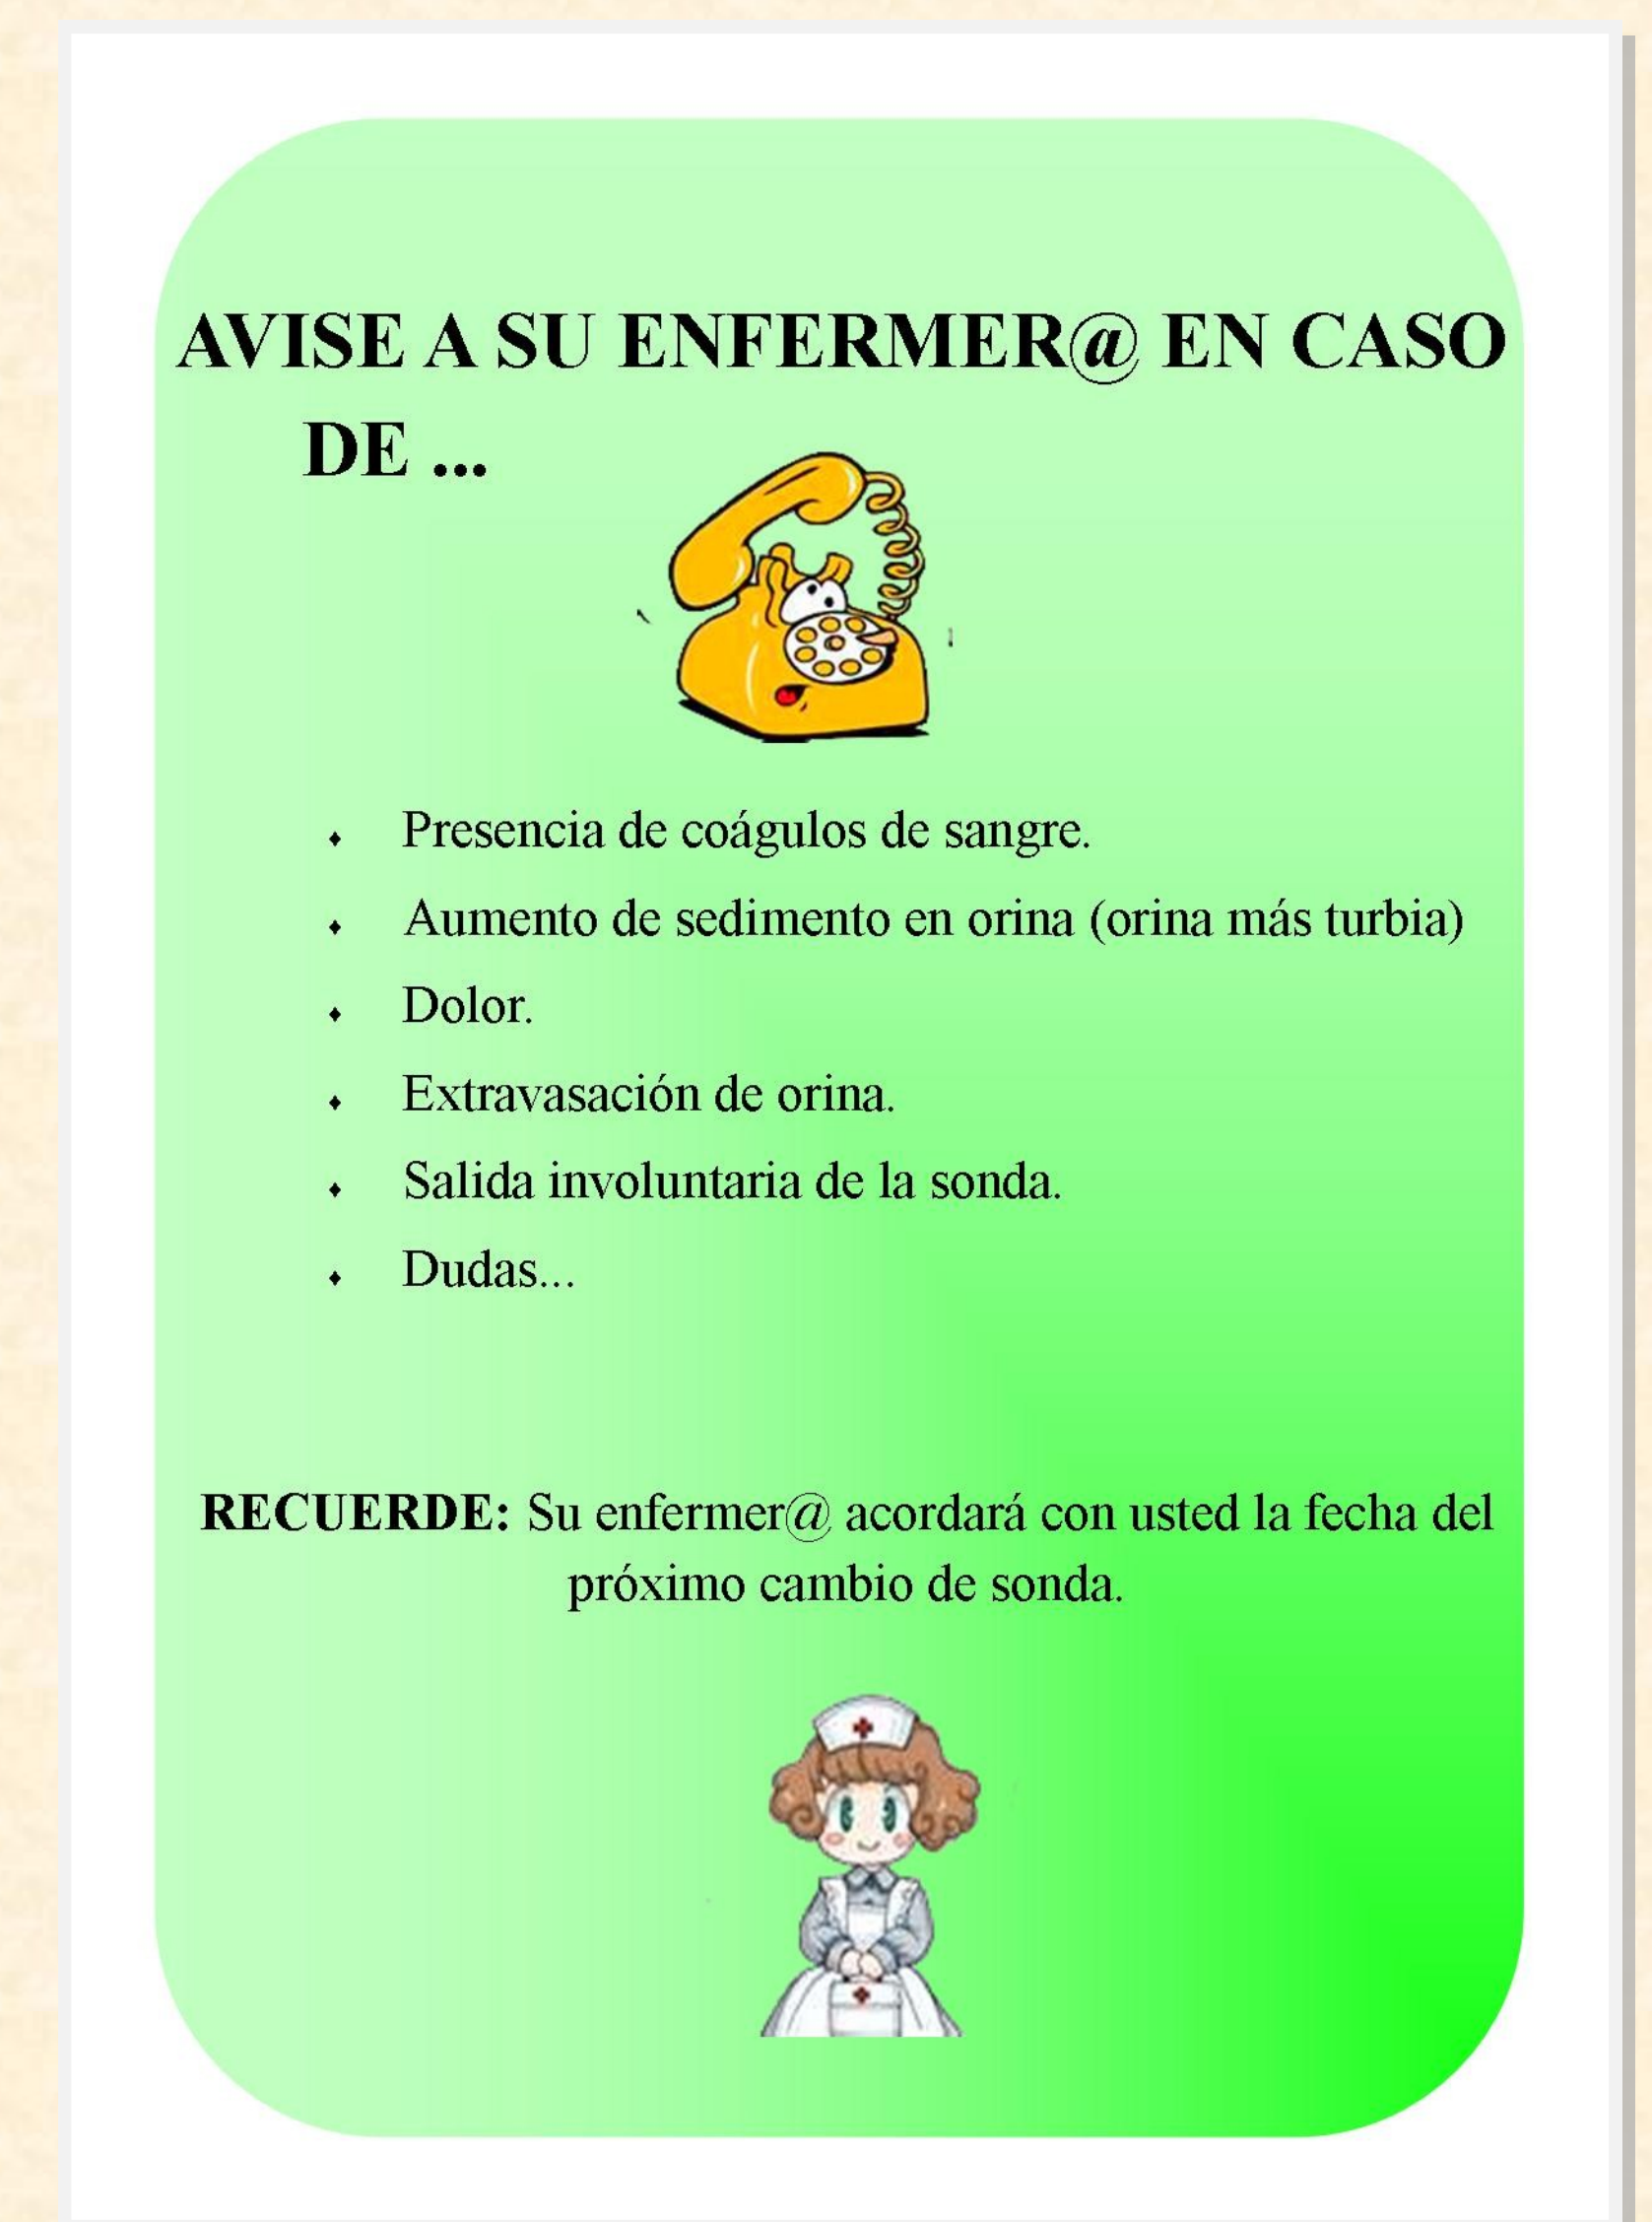 AVISE A SU ENFERMER@ EN CASO
DE ...
⬧ Presencia de coágulos de sangre.
⬧ Aumento de sedimento en orina (orina más turbia)
⬧ Dolor.
⬧ Extravasación de orina.
⬧ Salida involuntaria de la sonda.
⬧ Dudas...
RECUERDE: Su enfermer@ acordará con usted la fecha del
próximo cambio de sonda.